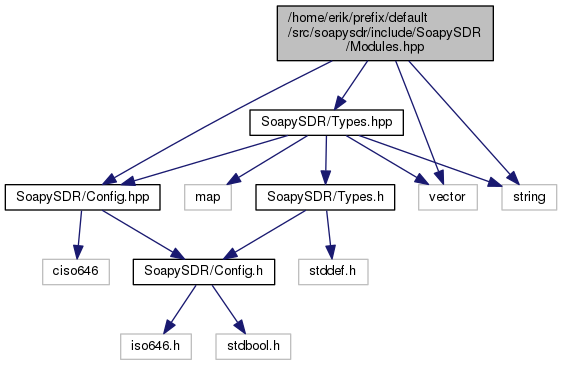 /home/erik/prefix/default
/src/soapysdr/include/SoapySDR
/Modules.hpp
SoapySDR/Types.hpp
SoapySDR/Config.hpp
map
SoapySDR/Types.h
vector
string
ciso646
SoapySDR/Config.h
stddef.h
iso646.h
stdbool.h